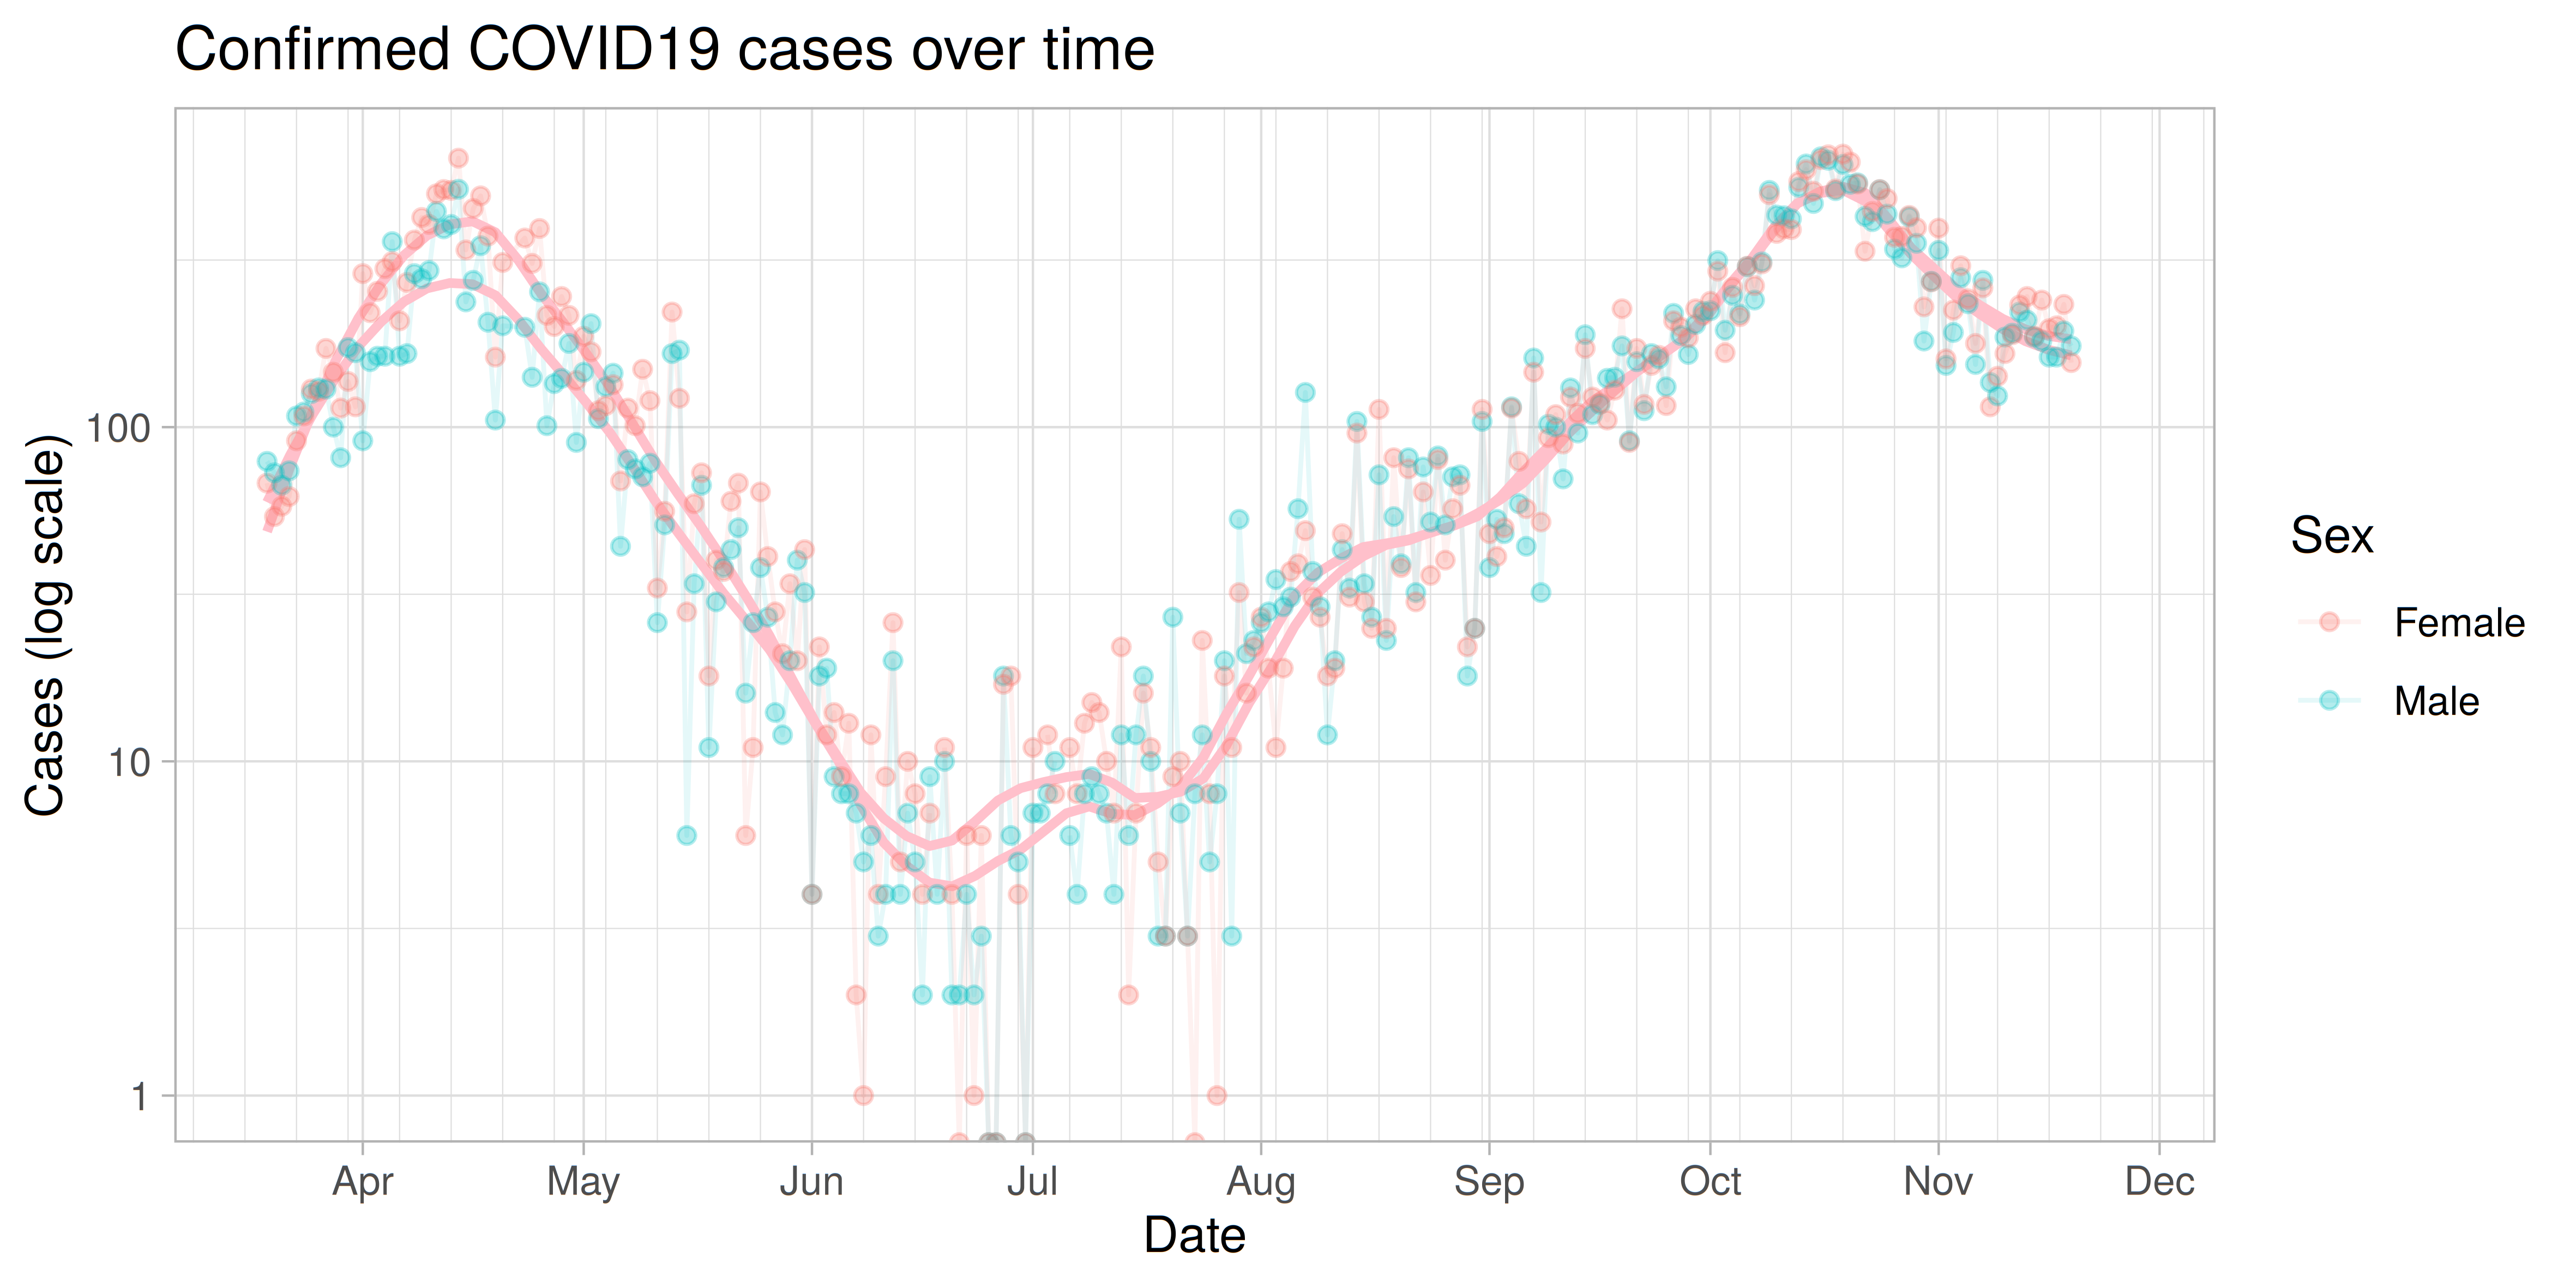 Confirmed COVID19 cases over time
Cases (log scale)
100
10
1
Apr May Jun Jul Aug Sep Oct Nov Dec
Date
Sex
Female
Male